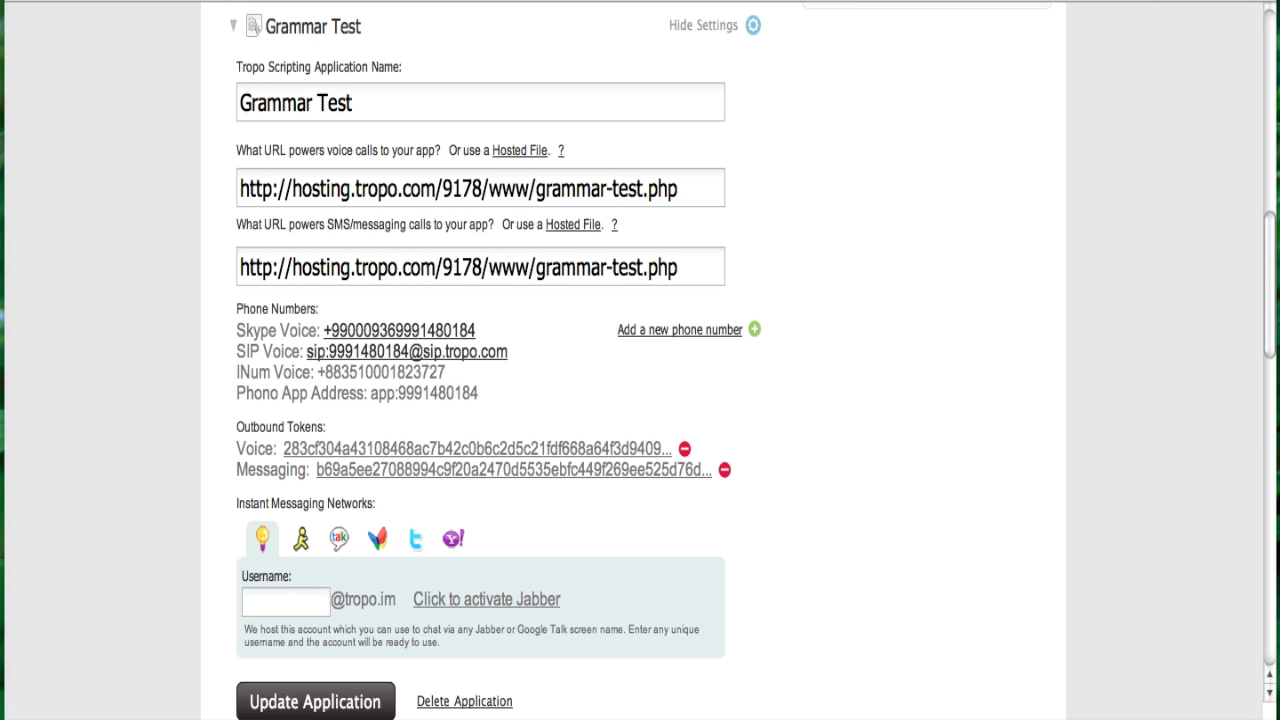 Grammar Test
Hide Settings
Tropo Scripting Application Name:
Grammar Test
What URL powers voice calls to your app? Or use a Hosted File. ?
http://hosting.tropo.com/9178/www/grammar-test.php
What URL powers SMS/messaging calls to your app? Or use a Hosted File. ?
http://hosting.tropo.com/9178/www/grammar-test.php
Phone Numbers:
Skype Voice: +990009369991480184
Add a new phone number
SIP Voice: sip:9991480184@sip.tropo.com
INum Voice: +883510001823727
Phono App Address: app:9991480184
Outbound Tokens:
Voice: 283cf304a43108468ac7b42c0b6c2d5c21fdf668a64f3d9409...
Messaging: b69a5ee27088994c9f20a2470d5535ebfc449f269ee525d76d...
Instant Messaging Networks:
talk Y!
Username:
@tropo.im Click to activate Jabber
We host this account which you can use to chat via any Jabber or Google Talk screen name. Enter any unique
username and the account will be ready to use.
Update Application Delete Application